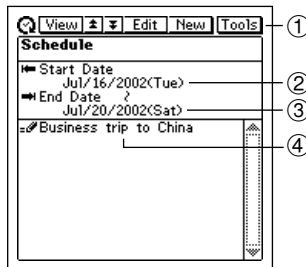 View Edit New Tools ①
Schedule
Start Date
Jul/16/2002(Tue) ②
End Date ~
Jul/20/2002(Sat) ③
Business trip to China
④